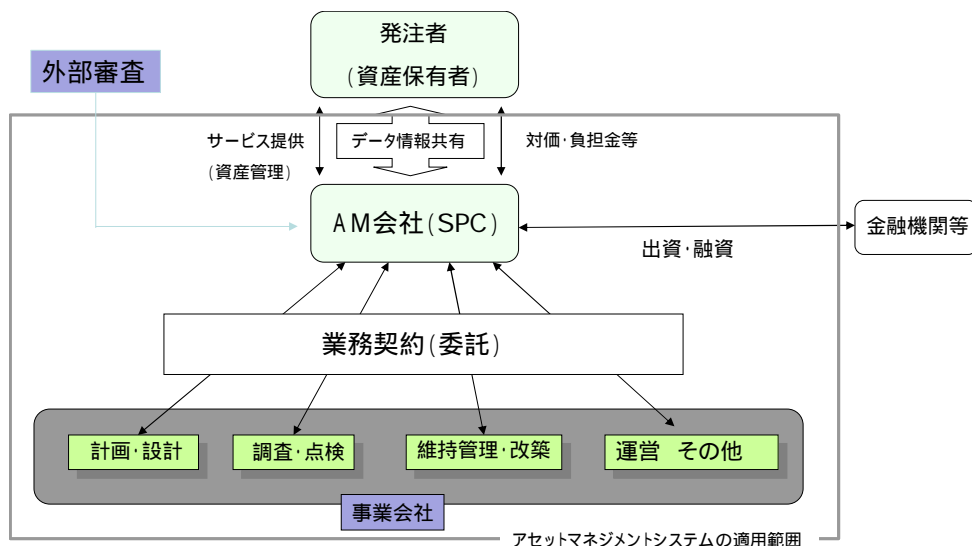 発注者
(資産保有者)
外部審査
サービス提供
(資産管理)
データ情報共有
対価・負担金等
AM会社(SPC)
金融機関等
出資・融資
業務契約(委託)
計画・設計
調査・点検
維持管理・改築
運営 その他
事業会社
アセットマネジメントシステムの適用範囲